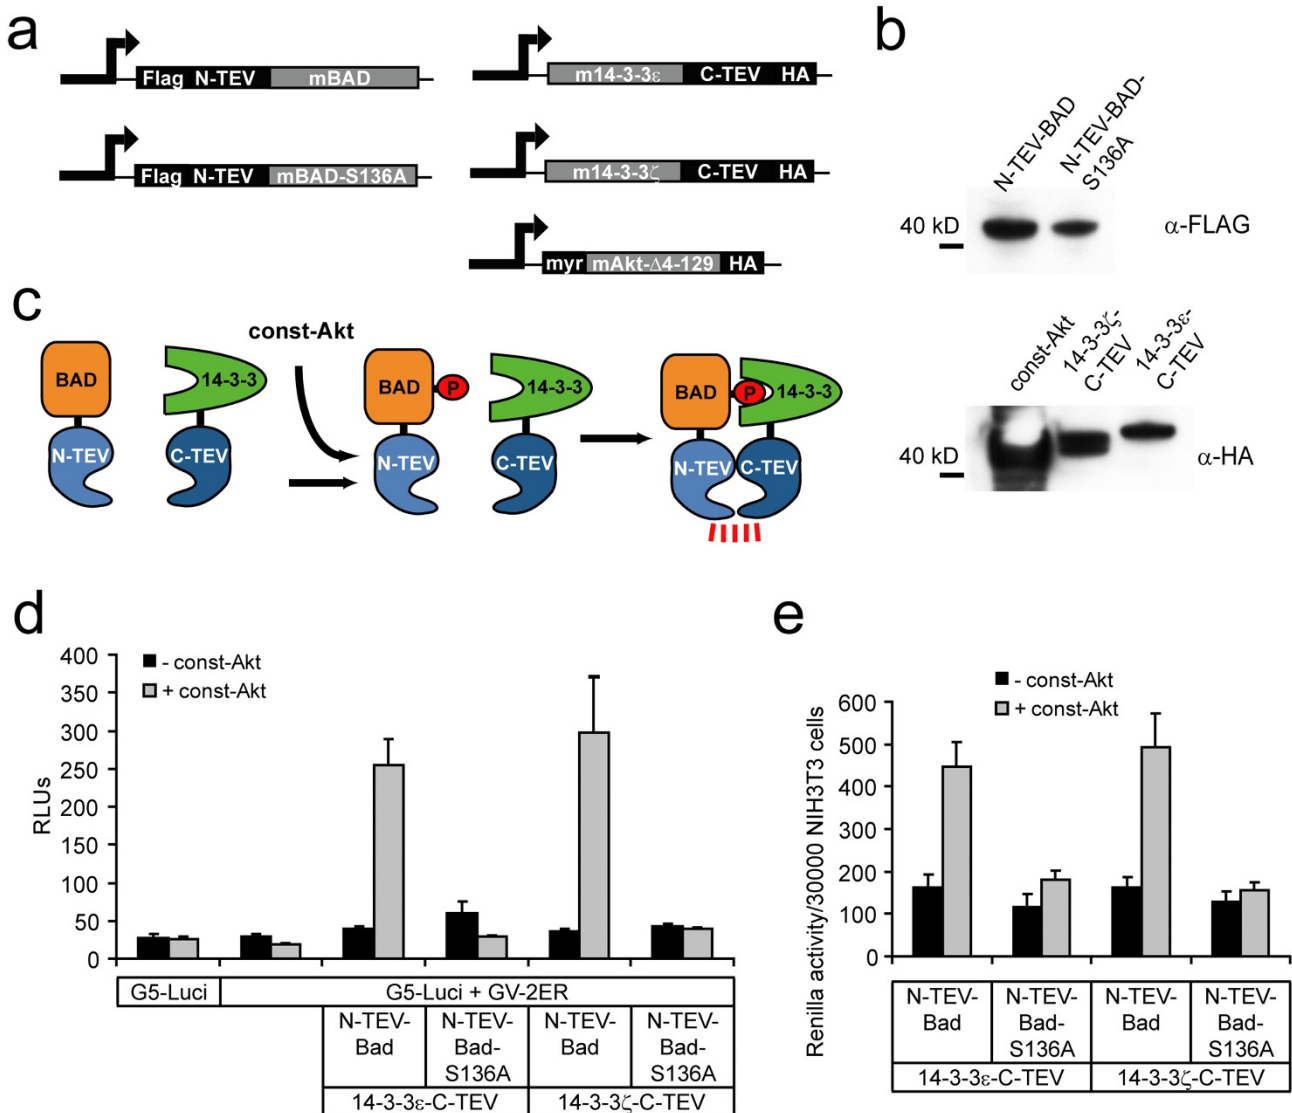 a
Flag N-TEV mBAD
m14-3-3ε C-TEV HA
Flag N-TEV mBAD-S136A
m14-3-3ζ C-TEV HA
myr mAkt-Δ4-129 HA
b
N-TEV-BAD
N-TEV-BAD-
S136A
40 kD
α-FLAG
const-Akt
14-3-3ζ-
C-TEV
14-3-3ε-
C-TEV
40 kD
α-HA
c
const-Akt
BAD
14-3-3
N-TEV
C-TEV
BAD
P
14-3-3
N-TEV
C-TEV
BAD
P
14-3-3
N-TEV
C-TEV
d
- const-Akt
+ const-Akt
RLUs
400
350
300
250
200
150
100
50
0
G5-Luci
G5-Luci + GV-2ER
N-TEV-
Bad
N-TEV-
Bad-
S136A
N-TEV-
Bad
N-TEV-
Bad-
S136A
14-3-3ε-C-TEV
14-3-3ζ-C-TEV
e
- const-Akt
+ const-Akt
Renilla activity/30000 NIH3T3 cells
600
500
400
300
200
100
0
N-TEV-
Bad
N-TEV-
Bad-
S136A
N-TEV-
Bad
N-TEV-
Bad-
S136A
14-3-3ε-C-TEV
14-3-3ζ-C-TEV